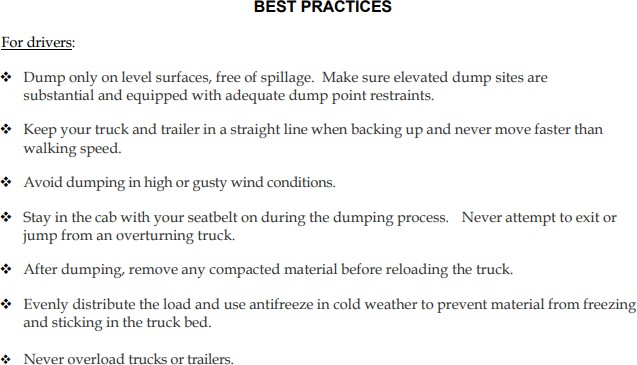 BEST PRACTICES
For drivers:
❖ Dump only on level surfaces, free of spillage. Make sure elevated dump sites are
substantial and equipped with adequate dump point restraints.
❖ Keep your truck and trailer in a straight line when backing up and never move faster than
walking speed.
❖ Avoid dumping in high or gusty wind conditions.
❖ Stay in the cab with your seatbelt on during the dumping process. Never attempt to exit or
jump from an overturning truck.
❖ After dumping, remove any compacted material before reloading the truck.
❖ Evenly distribute the load and use antifreeze in cold weather to prevent material from freezing
and sticking in the truck bed.
❖ Never overload trucks or trailers.